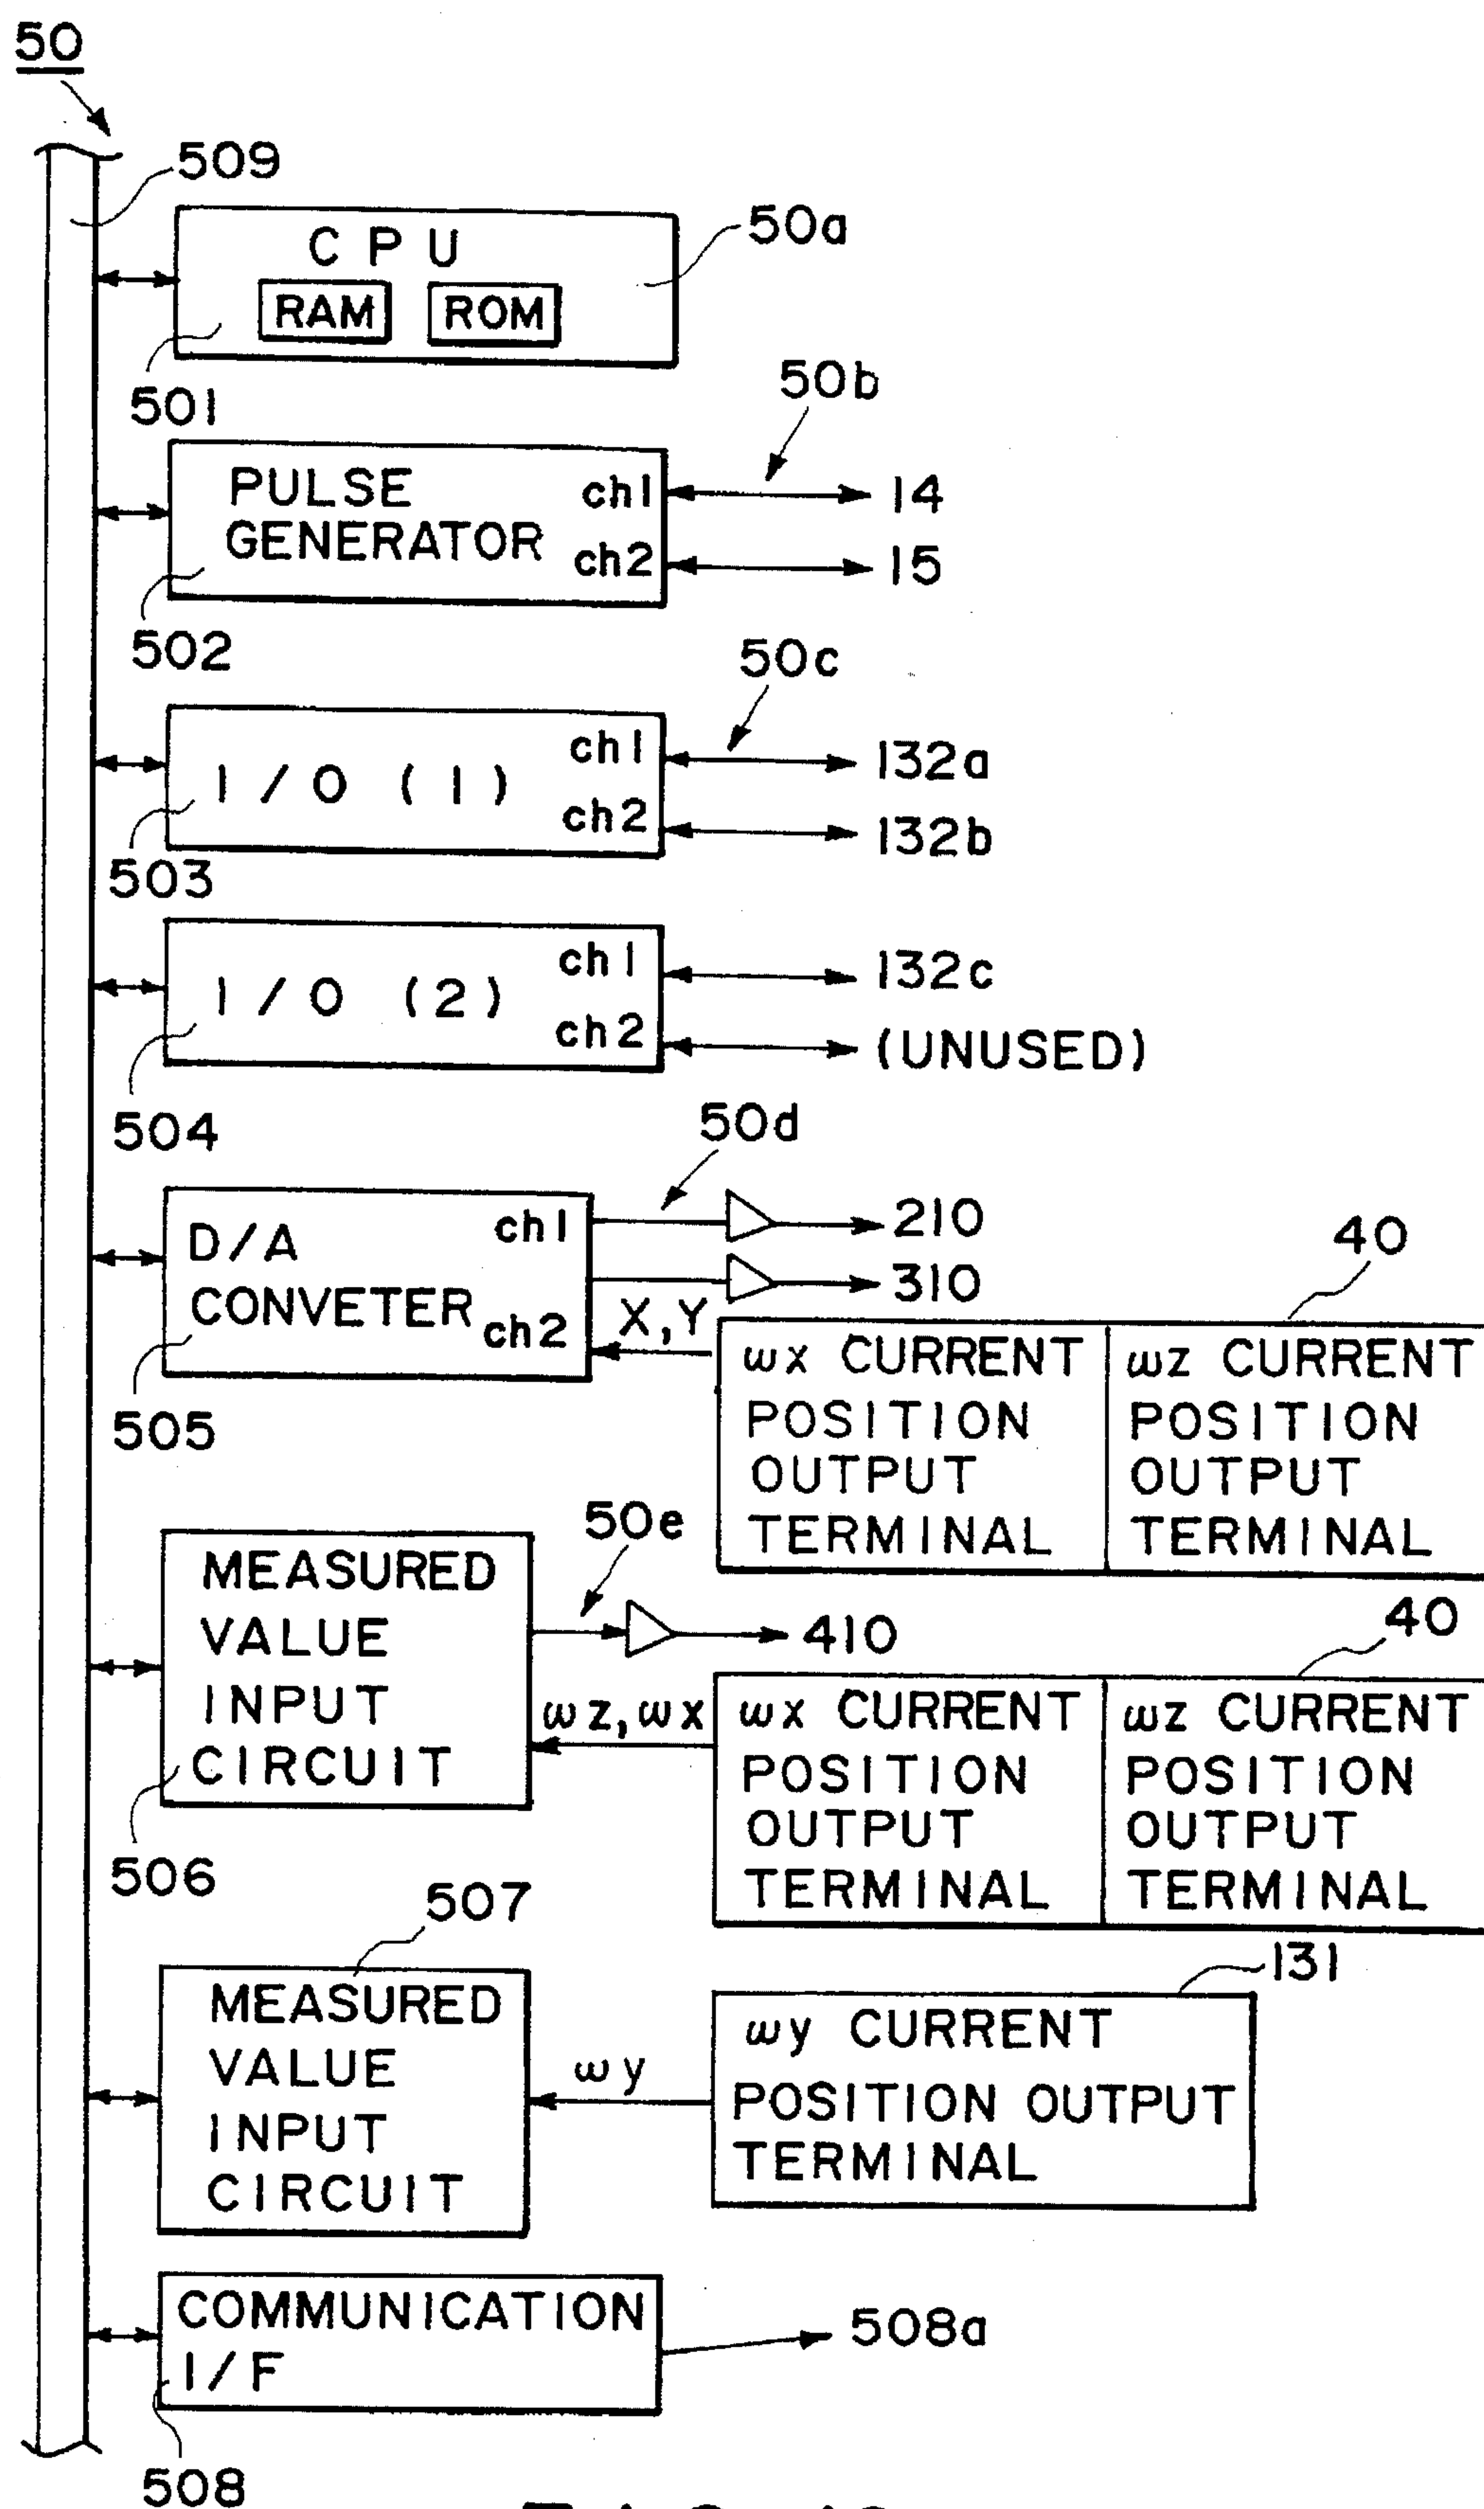 50
509
CPU
50a
RAM
ROM
501
50b
PULSE
GENERATOR
ch1
14
ch2
15
502
50c
I/O (1)
ch1
132a
ch2
132b
503
I/O (2)
ch1
132c
ch2
(UNUSED)
504
50d
D/A
CONVETER
ch1
210
310
ch2
X,Y
40
ωx CURRENT
POSITION
OUTPUT
TERMINAL
ωz CURRENT
POSITION
OUTPUT
TERMINAL
505
50e
MEASURED
VALUE
INPUT
CIRCUIT
410
40
ωz,ωx
ωx CURRENT
POSITION
OUTPUT
TERMINAL
ωz CURRENT
POSITION
OUTPUT
TERMINAL
506
507
MEASURED
VALUE
INPUT
CIRCUIT
ωy
131
ωy CURRENT
POSITION OUTPUT
TERMINAL
COMMUNICATION
I/F
508a
508